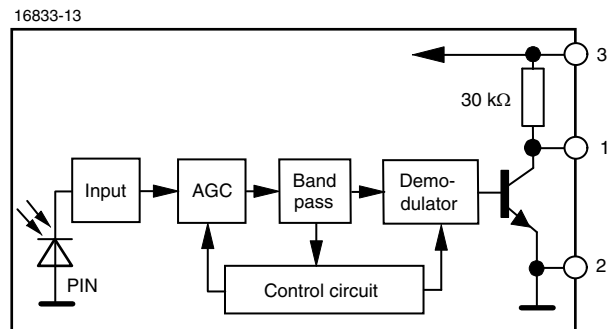 16833-13
3
30 kΩ
1
Input
AGC
Band
pass
Demo-
dulator
PIN
Control circuit
2